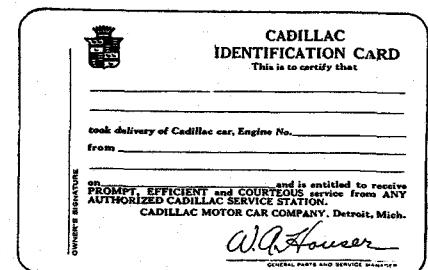 CADILLAC
IDENTIFICATION CARD
This is to certify that
took delivery of Cadillac car, Engine No.
from
on and is entitled to receive
PROMPT, EFFICIENT and COURTEOUS service from ANY
AUTHORIZED CADILLAC SERVICE STATION.
CADILLAC MOTOR CAR COMPANY, Detroit, Mich.
W. A. Houser
GENERAL PARTS AND SERVICE MANAGER
OWNER'S SIGNATURE